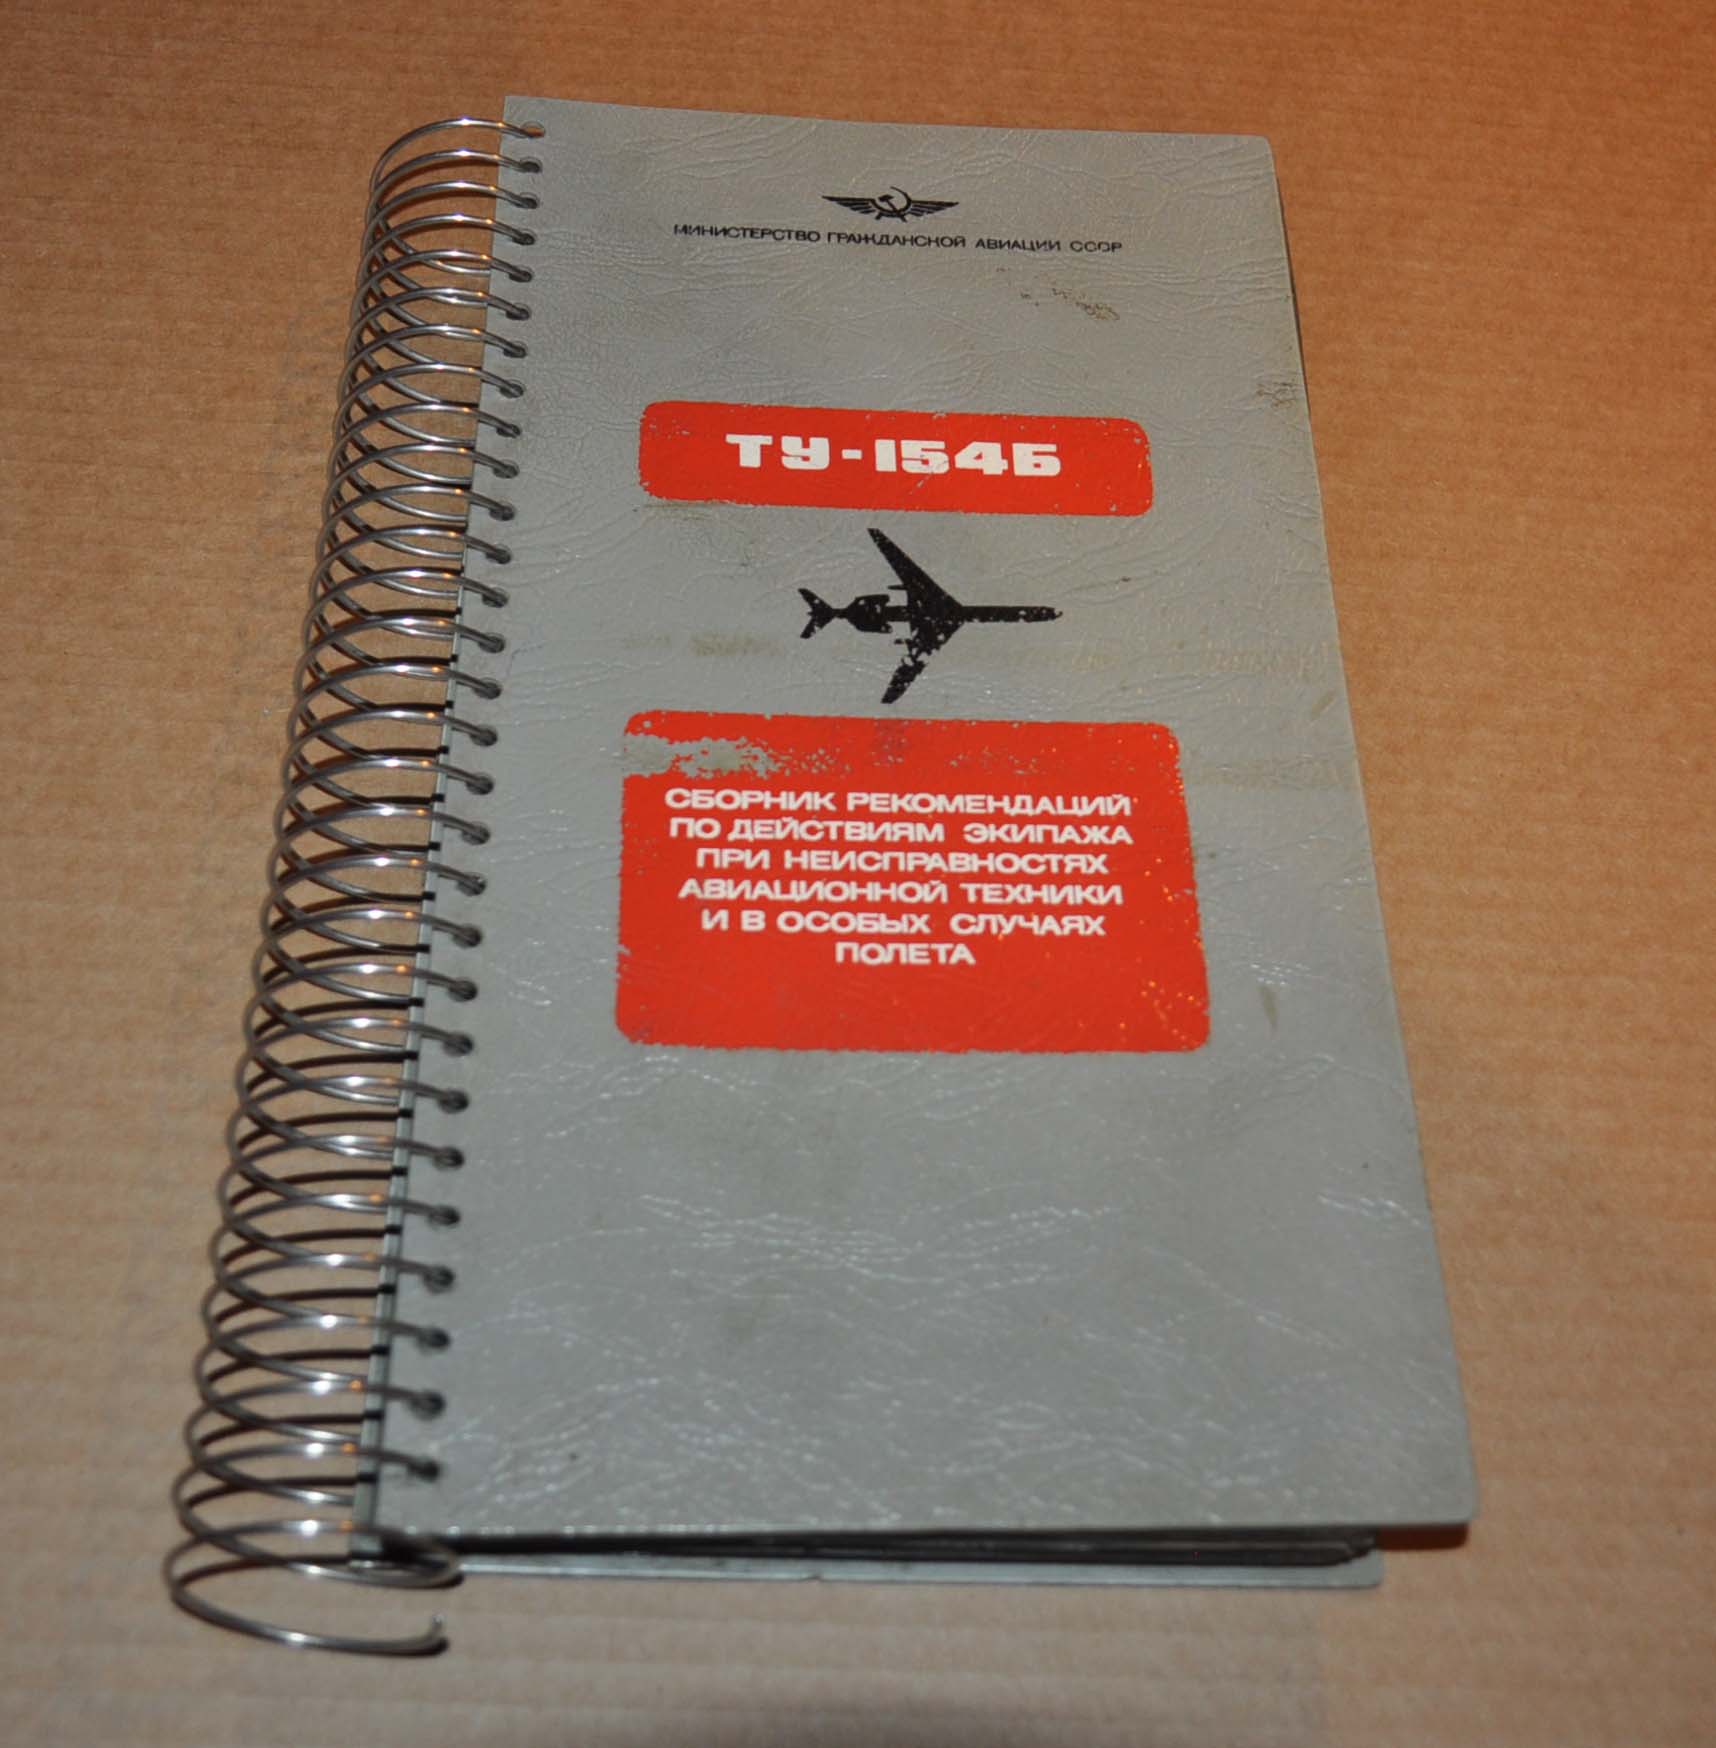 МИНИСТЕРСТВО ГРАЖДАНСКОЙ АВИАЦИИ СССР
ТУ-154Б
СБОРНИК РЕКОМЕНДАЦИЙ
ПО ДЕЙСТВИЯМ ЭКИПАЖА
ПРИ НЕИСПРАВНОСТЯХ
АВИАЦИОННОЙ ТЕХНИКИ
И В ОСОБЫХ СЛУЧАЯХ
ПОЛЕТА